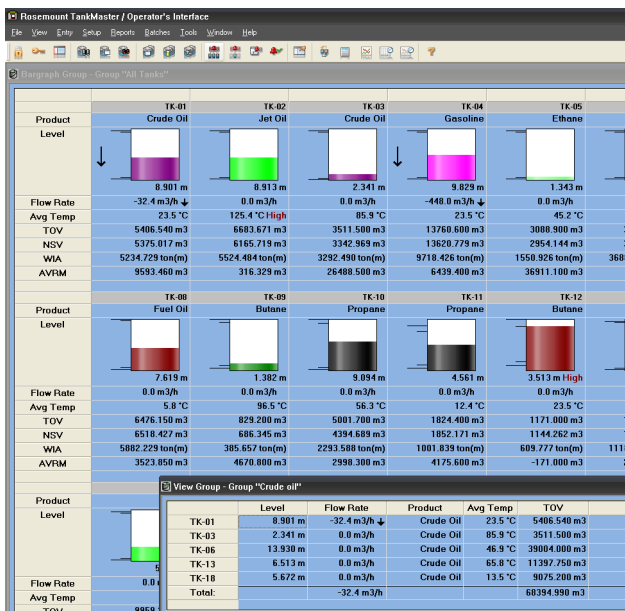 Rosemount TankMaster / Operator's Interface
File View Entry Setup Reports Batches Tools Window Help
Bargraph Group - Group "All Tanks"
TK-01 TK-02 TK-03 TK-04 TK-05
Product Crude Oil Jet Oil Crude Oil Gasoline Ethane
Level
8.901 m 8.913 m 2.341 m 9.829 m 1.343 m
Flow Rate -32.4 m3/h 0.0 m3/h 0.0 m3/h -448.0 m3/h 0.0 m3/h
Avg Temp 23.5 °C 125.4 °C High 85.9 °C 23.5 °C 45.2 °C
TOV 5406.540 m3 6683.671 m3 3511.500 m3 13760.600 m3 3088.900 m3
NSV 5375.017 m3 6165.719 m3 3342.969 m3 13620.779 m3 2954.144 m3
WIA 5234.729 ton(m) 5524.484 ton(m) 3292.490 ton(m) 9718.426 ton(m) 1550.926 ton(m) 368
AVRM 9593.460 m3 316.329 m3 26488.500 m3 6439.400 m3 36911.100 m3
TK-08 TK-09 TK-10 TK-11 TK-12
Product Fuel Oil Butane Propane Propane Butane
Level
7.619 m 1.382 m 9.094 m 4.561 m 3.513 m High
Flow Rate 0.0 m3/h 0.0 m3/h 0.0 m3/h 0.0 m3/h 0.0 m3/h
Avg Temp 5.8 °C 96.5 °C 56.3 °C 12.4 °C 23.5 °C
TOV 6476.150 m3 829.200 m3 5001.700 m3 1824.400 m3 1171.000 m3
NSV 6518.427 m3 686.345 m3 4394.689 m3 1852.171 m3 1144.262 m3
WIA 5882.229 ton(m) 385.657 ton(m) 2293.588 ton(m) 1001.839 ton(m) 609.777 ton(m) 111
AVRM 3523.850 m3 4670.800 m3 2998.300 m3 4175.600 m3 -171.000 m3
Product
Level
Flow Rate 0.0
Avg Temp
View Group - Group "Crude oil"
Level Flow Rate Product Avg Temp TOV
TK-01 8.901 m -32.4 m3/h Crude Oil 23.5 °C 5406.540 m3
TK-03 2.341 m 0.0 m3/h Crude Oil 85.9 °C 3511.500 m3
TK-06 13.930 m 0.0 m3/h Crude Oil 46.9 °C 39004.000 m3
TK-13 6.513 m 0.0 m3/h Crude Oil 65.8 °C 11397.750 m3
TK-18 5.672 m 0.0 m3/h Crude Oil 13.5 °C 9075.200 m3
Total: -32.4 m3/h 68394.990 m3